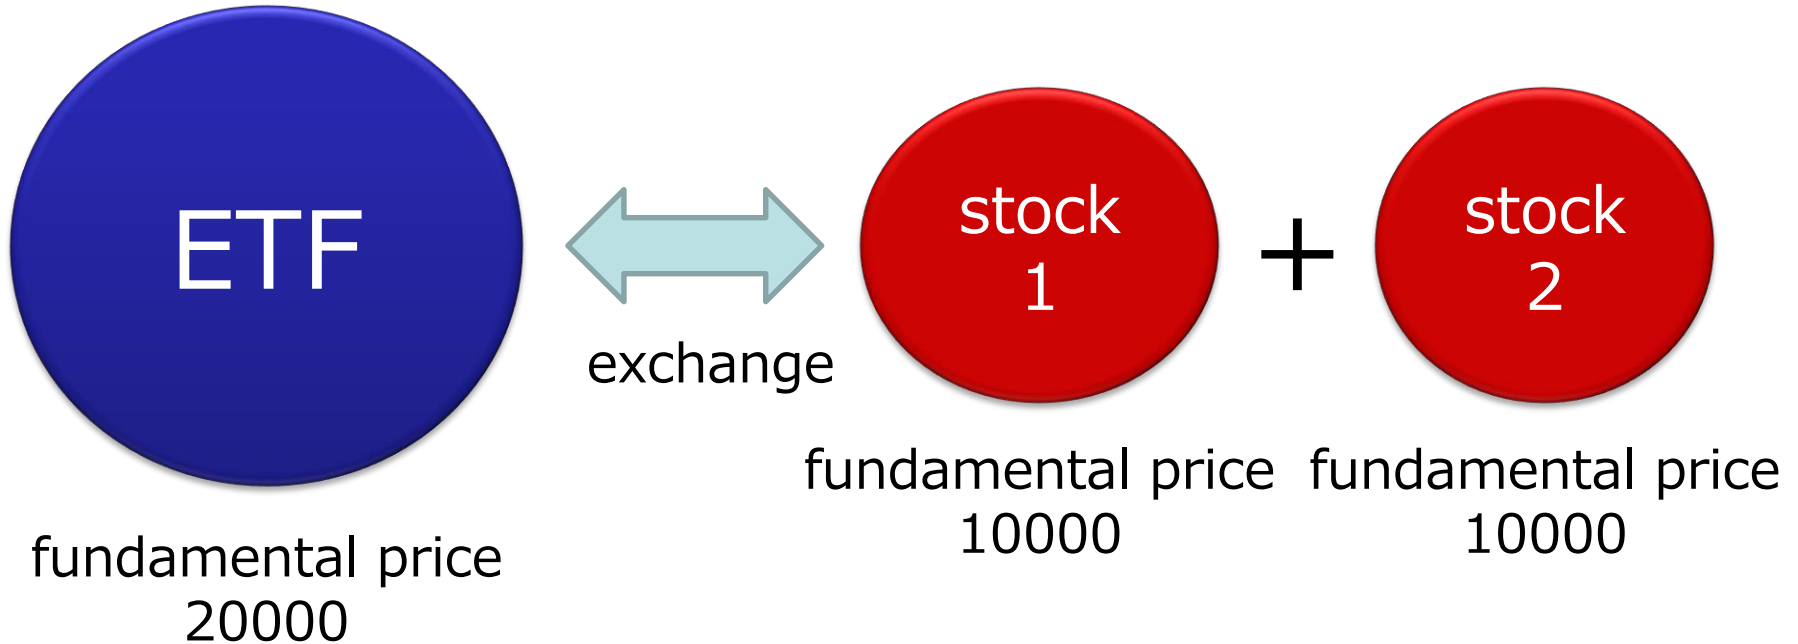 ETF
fundamental price
20000
exchange
stock
1
fundamental price
10000
+
stock
2
fundamental price
10000